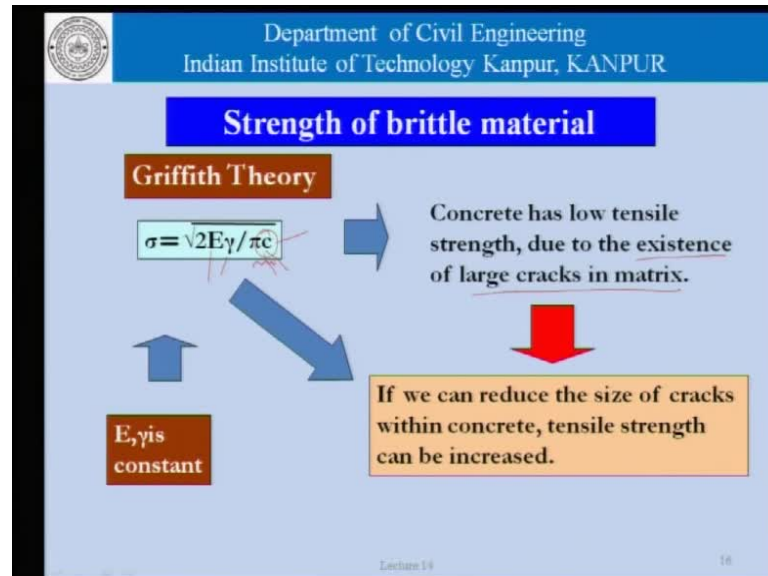 Department of Civil Engineering
Indian Institute of Technology Kanpur, KANPUR
Strength of brittle material
Griffith Theory
σ=√2Eγ/πc
Concrete has low tensile
strength, due to the existence
of large cracks in matrix.
If we can reduce the size of cracks
within concrete, tensile strength
can be increased.
E,γis
constant
Lecture 14
16